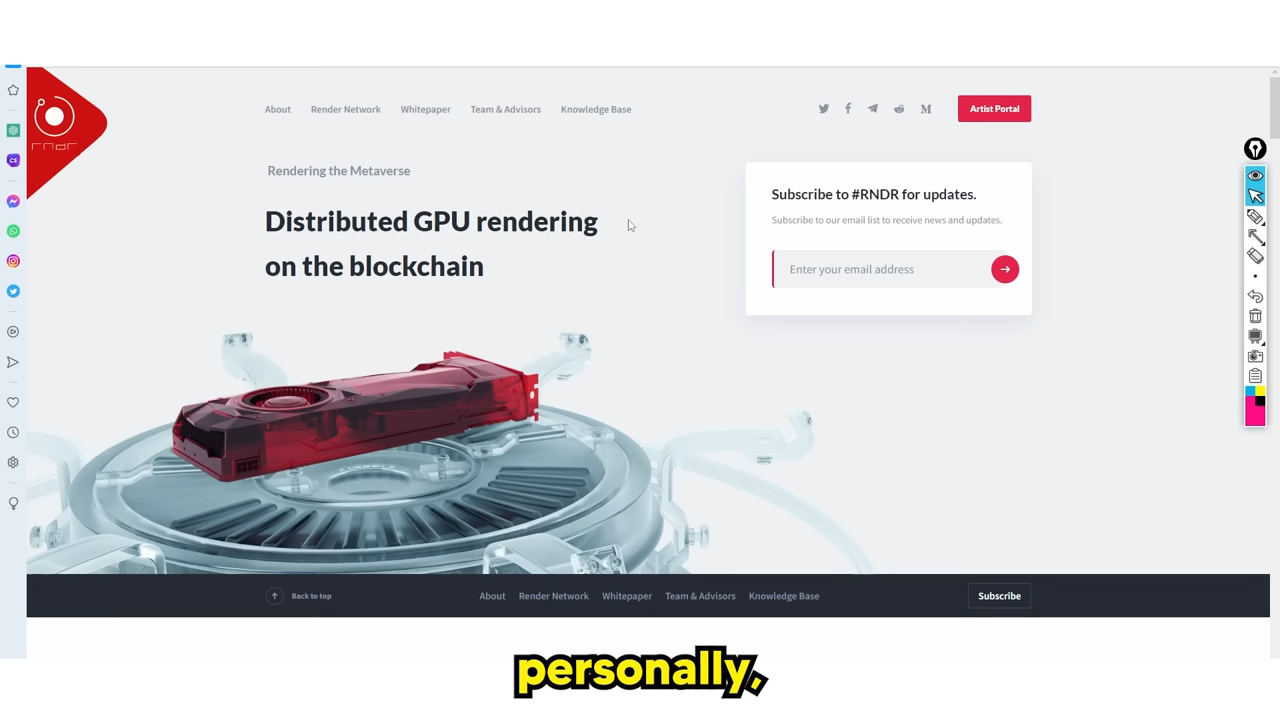 About Render Network Whitepaper Team & Advisors Knowledge Base
Artist Portal
rndr
Rendering the Metaverse
Distributed GPU rendering
on the blockchain
Subscribe to #RNDR for updates.
Subscribe to our email list to receive news and updates.
Enter your email address
Back to top About Render Network Whitepaper Team & Advisors Knowledge Base Subscribe
personally,